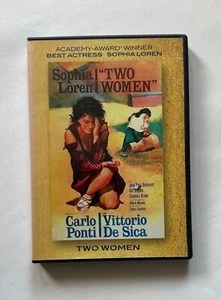 ACADEMY-AWARD® WINNER
BEST ACTRESS SOPHIA LOREN
Sophia Loren "TWO WOMEN"
Carlo Ponti Vittorio De Sica
TWO WOMEN